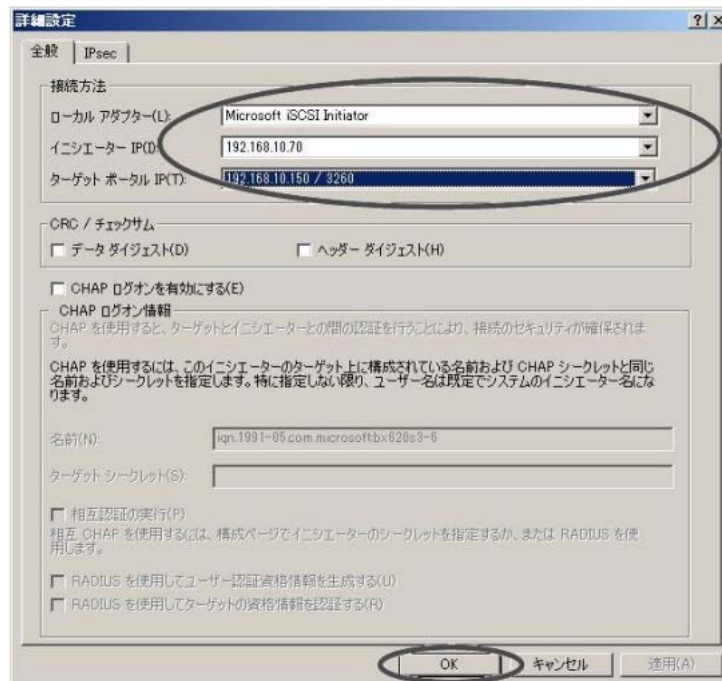 詳細設定
全般
IPsec
接続方法
ローカル アダプター(L):
Microsoft iSCSI Initiator
イニシエーター IP(I):
192.168.10.70
ターゲット ポータル IP(T):
192.168.10.150 / 3260
CRC / チェックサム
データ ダイジェスト(D)
ヘッダー ダイジェスト(H)
CHAP ログオンを有効にする(E)
CHAP ログオン情報
CHAP を使用すると、ターゲットとイニシエーターとの間の認証を行うことにより、接続のセキュリティが確保されま
す。
CHAP を使用するには、このイニシエーターのターゲット上に構成されている名前および CHAP シークレットと同じ
名前およびシークレットを指定します。特に指定しない限り、ユーザー名は既定でシステムのイニシエーター名にな
ります。
名前(N):
iqn.1991-05.com.microsoft:bx620s3-6
ターゲット シークレット(S):
相互認証の実行(P)
相互 CHAP を使用するには、構成ページでイニシエーターのシークレットを指定するか、または RADIUS を使
用します。
RADIUS を使用してユーザー認証資格情報を生成する(U)
RADIUS を使用してターゲットの資格情報を認証する(R)
OK
キャンセル
適用(A)